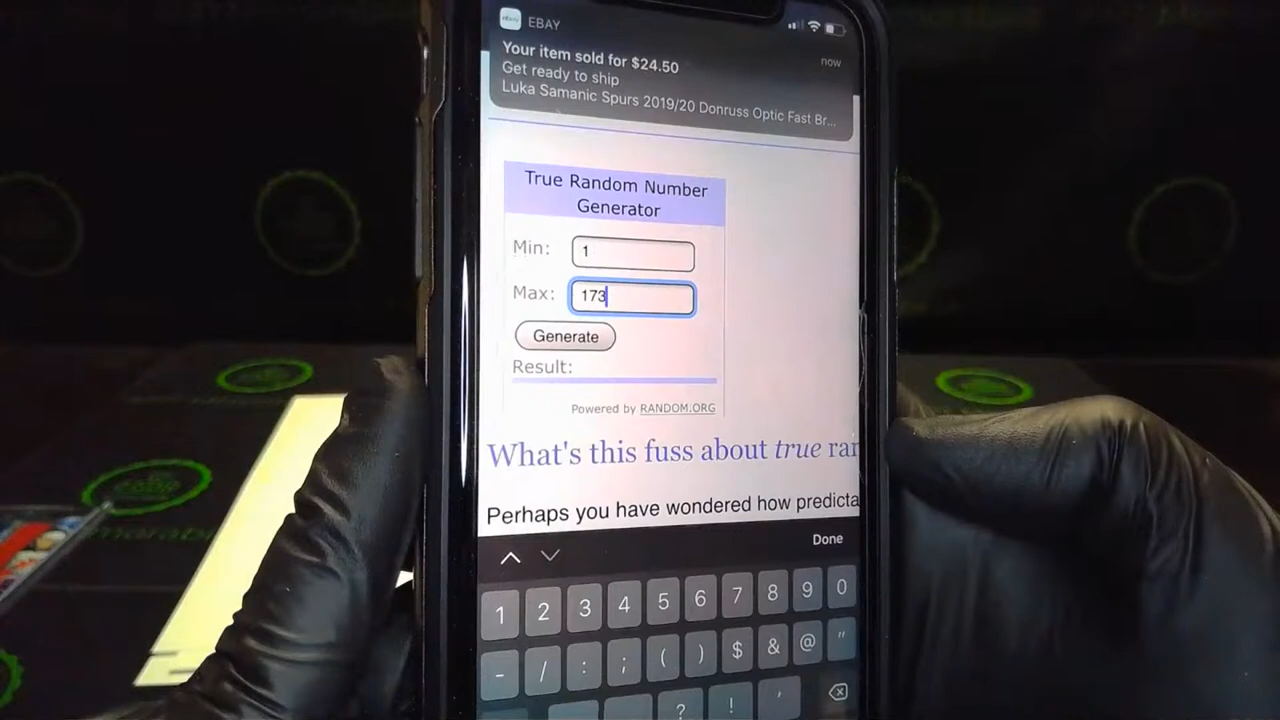 EBAY
Your item sold for $24.50
now
Get ready to ship
Luka Samanic Spurs 2019/20 Donruss Optic Fast Br...
True Random Number
Generator
Min: 1
Max: 173
Generate
Result:
Powered by RANDOM.ORG
What's this fuss about true rar
Perhaps you have wondered how predicta
Done
1 2 3 4 5 6 7 8 9 0
- / : ; ( ) $ & @ "
? ! '